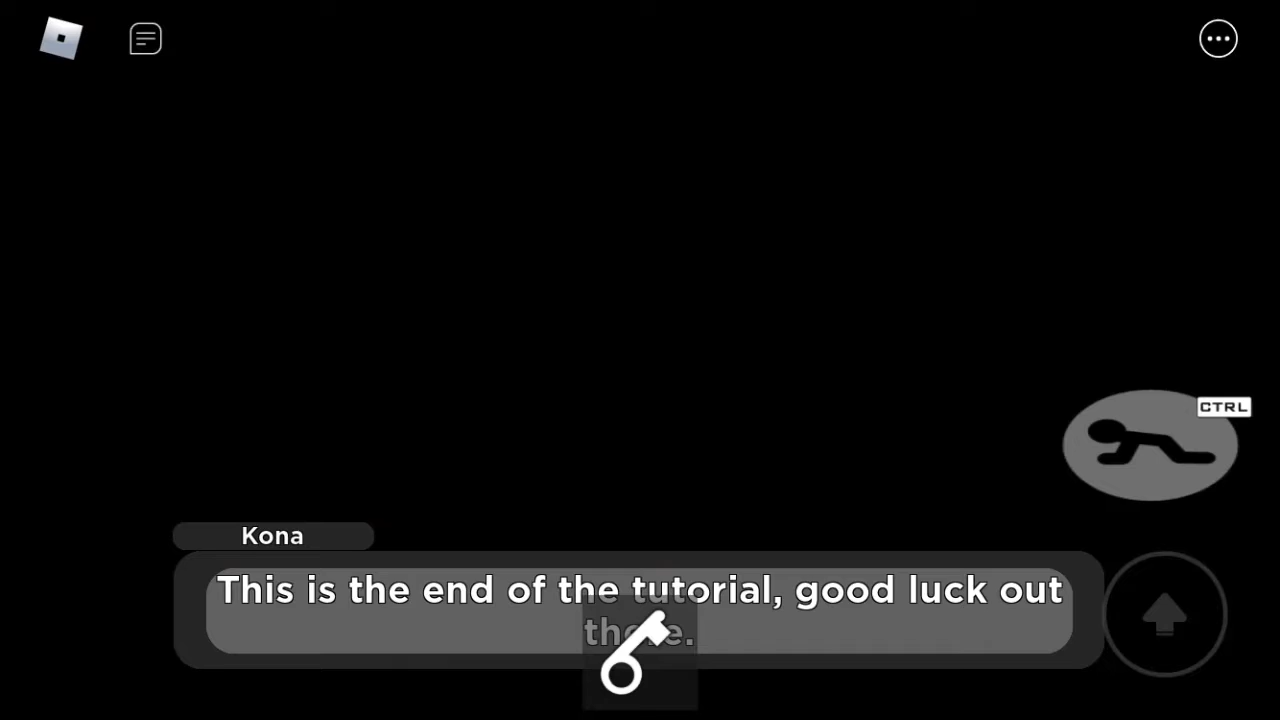 CTRL
Kona
This is the end of the tutorial, good luck out
there.